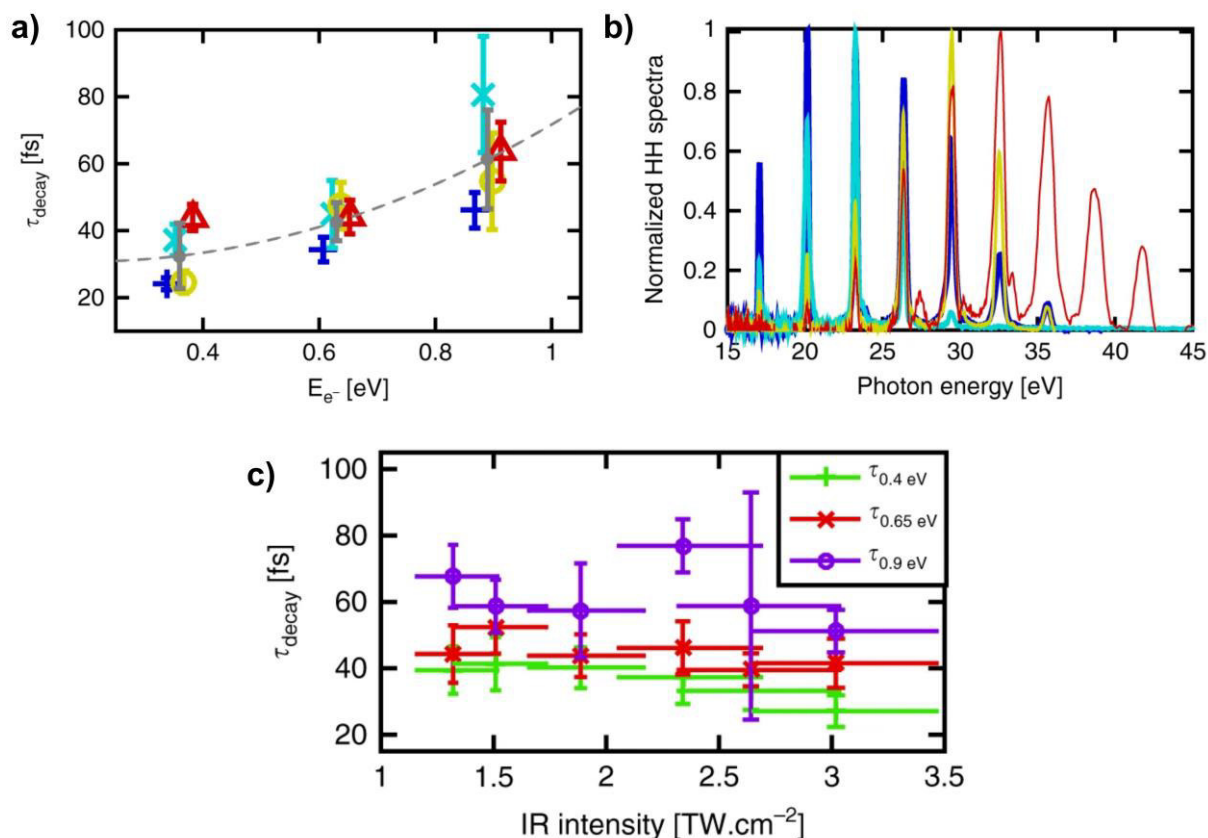 a)
100
80
60
40
20
τdecay [fs]
0.4 0.6 0.8 1
Ee- [eV]
b)
1
0.8
0.6
0.4
0.2
0
Normalized HH spectra
15 20 25 30 35 40 45
Photon energy [eV]
c)
100
80
60
40
20
τdecay [fs]
τ0.4 eV
τ0.65 eV
τ0.9 eV
1 1.5 2 2.5 3 3.5
IR intensity [TW.cm−2]